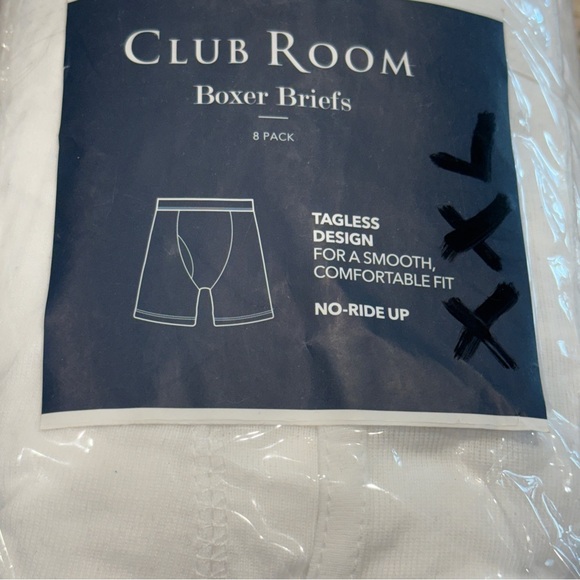 CLUB ROOM
Boxer Briefs
8 PACK
TAGLESS
DESIGN
FOR A SMOOTH,
COMFORTABLE FIT
NO-RIDE UP